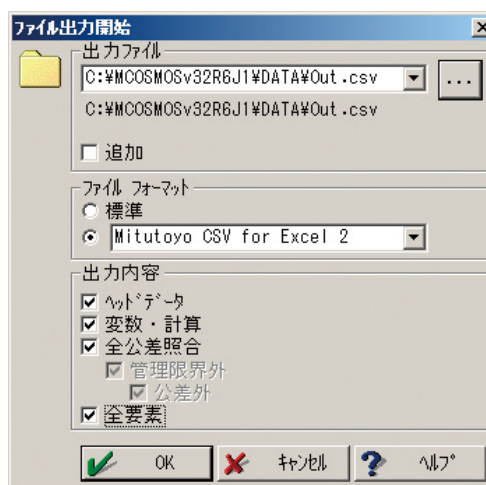 ファイル出力開始
出力ファイル
C:¥MCOSMOSv32R6J1¥DATA¥Out.csv
...
C:¥MCOSMOSv32R6J1¥DATA¥Out.csv
追加
ファイル フォーマット
標準
Mitutoyo CSV for Excel 2
出力内容
ヘッドデータ
変数・計算
全公差照合
管理限界外
公差外
全要素
OK キャンセル ? ヘルプ